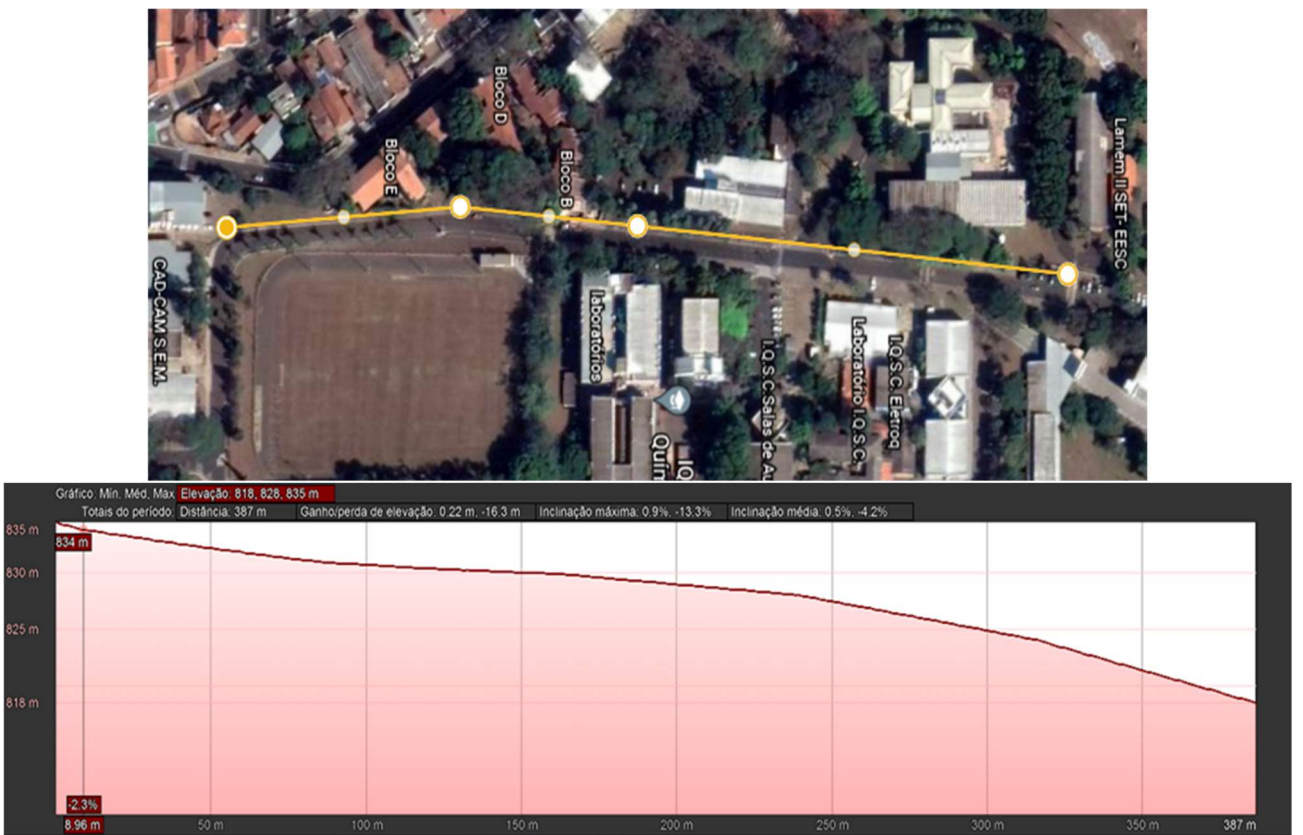 Bloco D
Bloco E
Bloco B
Lamem II SET- EESC
CAD-CAM S.E.M.
laboratórios
I.Q.S.C.Salas de Au
Laboratório I.Q.S.C.
I.Q.S.C. Eletroq
IQ
Quím
Gráfico: Mín, Méd, Max Elevação: 818, 828, 835 m
Totais do período: Distância: 387 m Ganho/perda de elevação: 0.22 m, -16.3 m Inclinação máxima: 0.9%, -13.3% Inclinação média: 0.5%, -4.2%
835 m
834 m
830 m
825 m
818 m
-2.3%
8.96 m 50 m 100 m 150 m 200 m 250 m 300 m 350 m 387 m